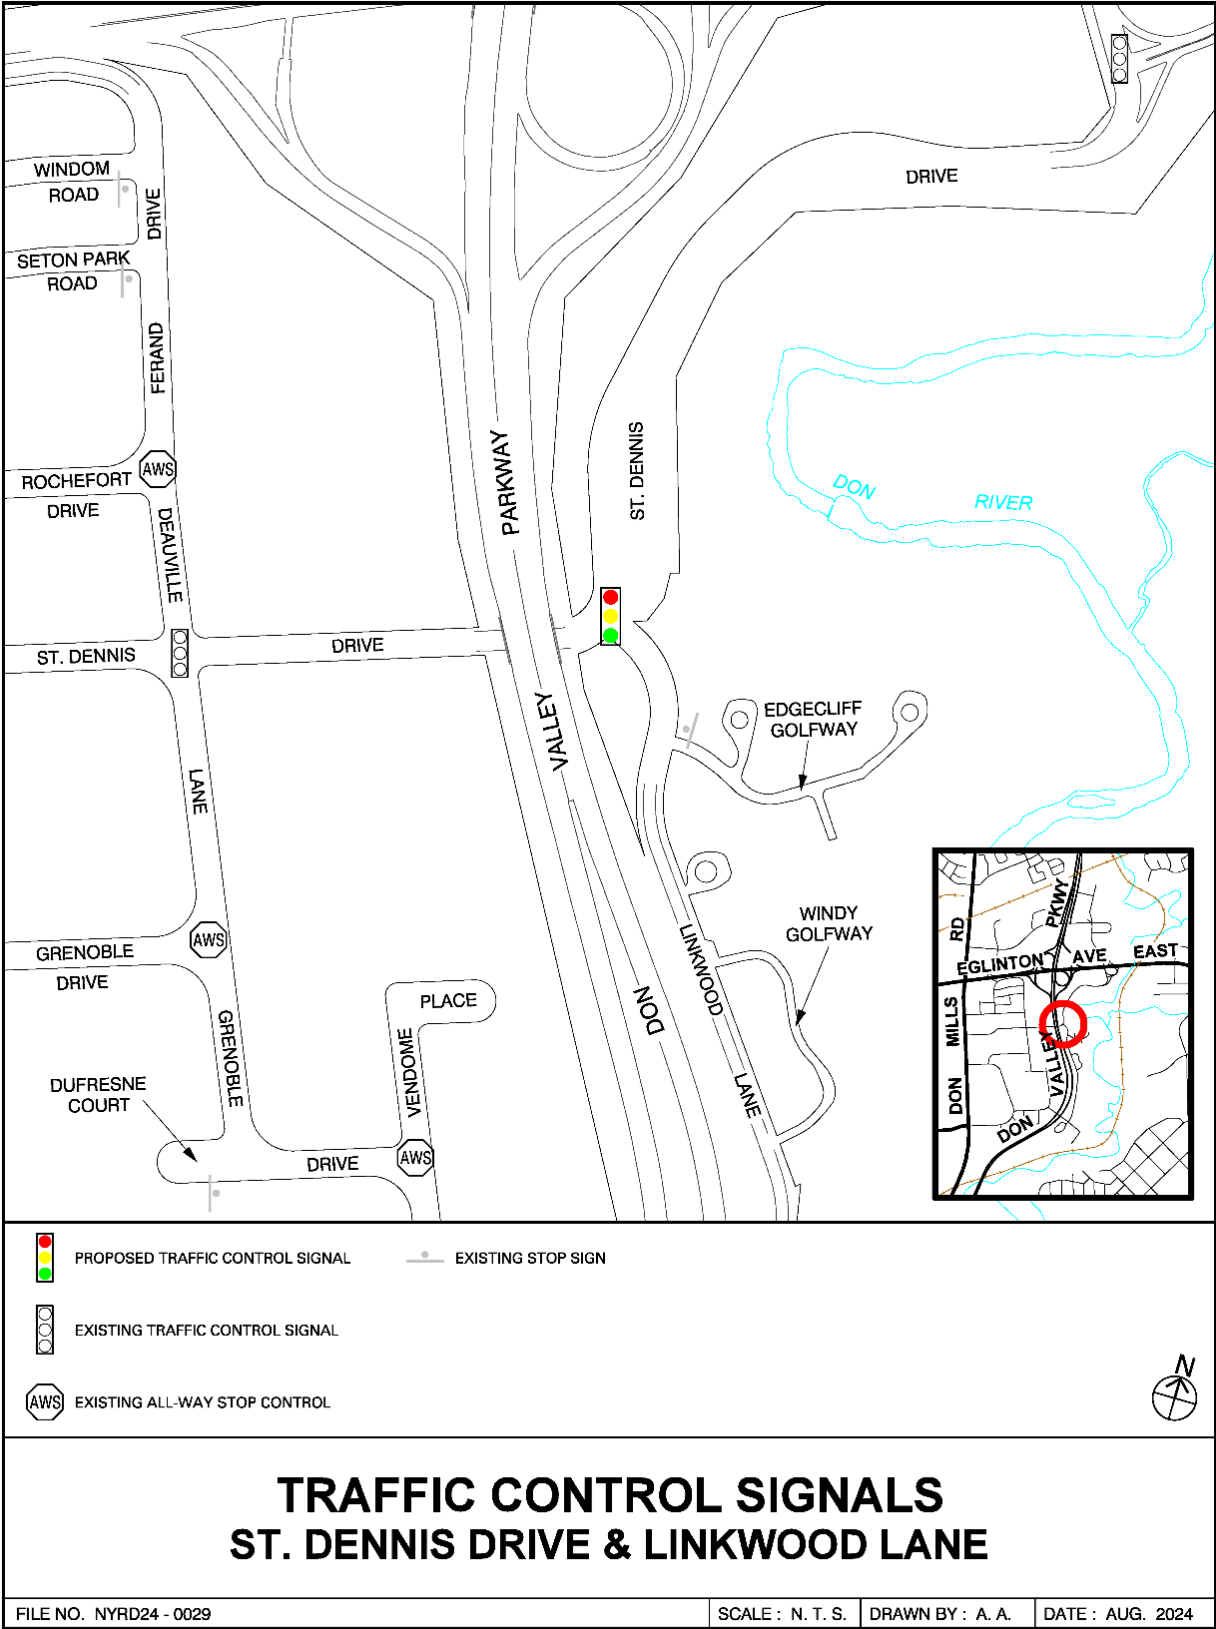 WINDOM
ROAD
DRIVE
SETON PARK
ROAD
FERAND
DRIVE
PARKWAY
ST. DENNIS
ROCHEFORT
DRIVE
AWS
DEAUVILLE
DON
RIVER
ST. DENNIS
DRIVE
VALLEY
EDGECLIFF
GOLFWAY
LANE
WINDY
GOLFWAY
GRENOBLE
DRIVE
AWS
LINKWOOD
DON
PLACE
VENDOME
GRENOBLE
DUFRESNE
COURT
DRIVE
AWS
LANE
PKWY
RD
EGLINTON
AVE
EAST
MILLS
VALLEY
DON
DON
PROPOSED TRAFFIC CONTROL SIGNAL
EXISTING STOP SIGN
EXISTING TRAFFIC CONTROL SIGNAL
AWS
EXISTING ALL-WAY STOP CONTROL
N
TRAFFIC CONTROL SIGNALS
ST. DENNIS DRIVE & LINKWOOD LANE
FILE NO. NYRD24 - 0029
SCALE : N. T. S.
DRAWN BY : A. A.
DATE : AUG. 2024